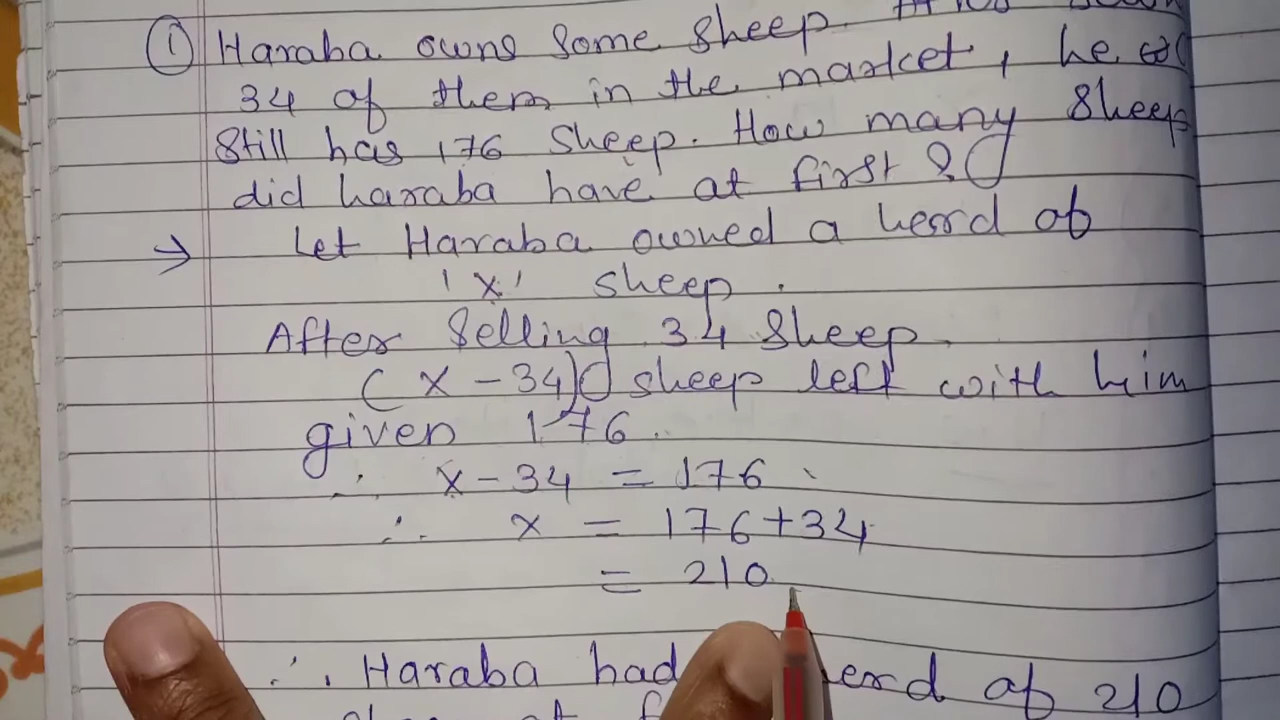 ① Haraba owns some sheep.
34 of them in the market, he
still has 176 sheep. How many sheep
did haraba have at first ?
→ Let Haraba owned a herd of
'x' sheep.
After selling 34 sheep
(x - 34) sheep left with him
given 176.
∴ x - 34 = 176
∴ x = 176 + 34
= 210
∴ Haraba had of 210
at